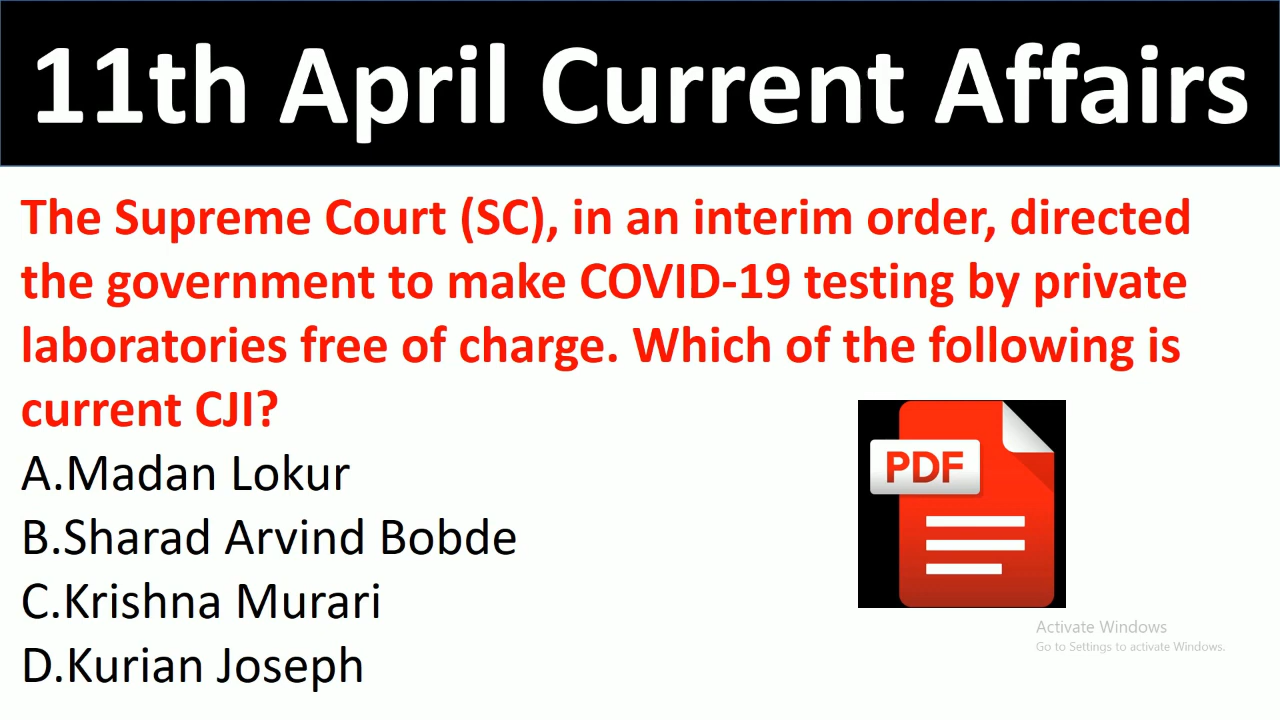 11th April Current Affairs
The Supreme Court (SC), in an interim order, directed
the government to make COVID-19 testing by private
laboratories free of charge. Which of the following is
current CJI?
A.Madan Lokur
B.Sharad Arvind Bobde
C.Krishna Murari
D.Kurian Joseph
PDF
Activate Windows
Go to Settings to activate Windows.